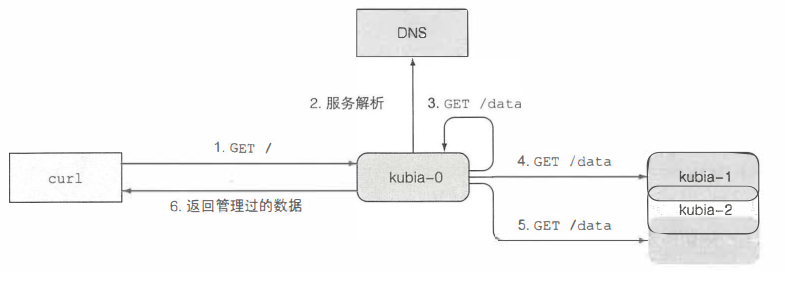 DNS
2. 服务解析
3. GET /data
1. GET /
4. GET /data
curl
kubia-0
kubia-1
kubia-2
6. 返回管理过的数据
5. GET /data